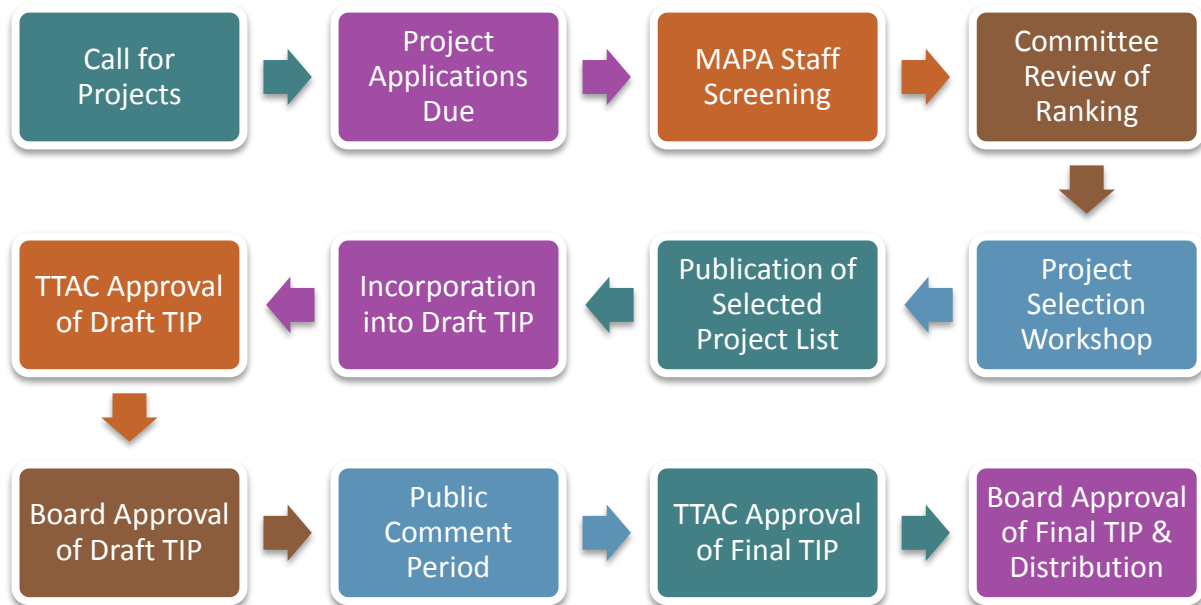 Call for
Projects
Project
Applications
Due
MAPA Staff
Screening
Committee
Review of
Ranking
Project
Selection
Workshop
Publication of
Selected
Project List
Incorporation
into Draft TIP
TTAC Approval
of Draft TIP
Board Approval
of Draft TIP
Public
Comment
Period
TTAC Approval
of Final TIP
Board Approval
of Final TIP &
Distribution